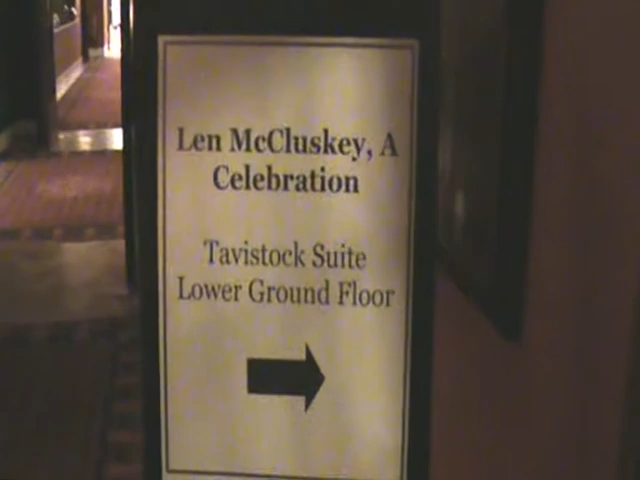 Len McCluskey, A
Celebration
Tavistock Suite
Lower Ground Floor